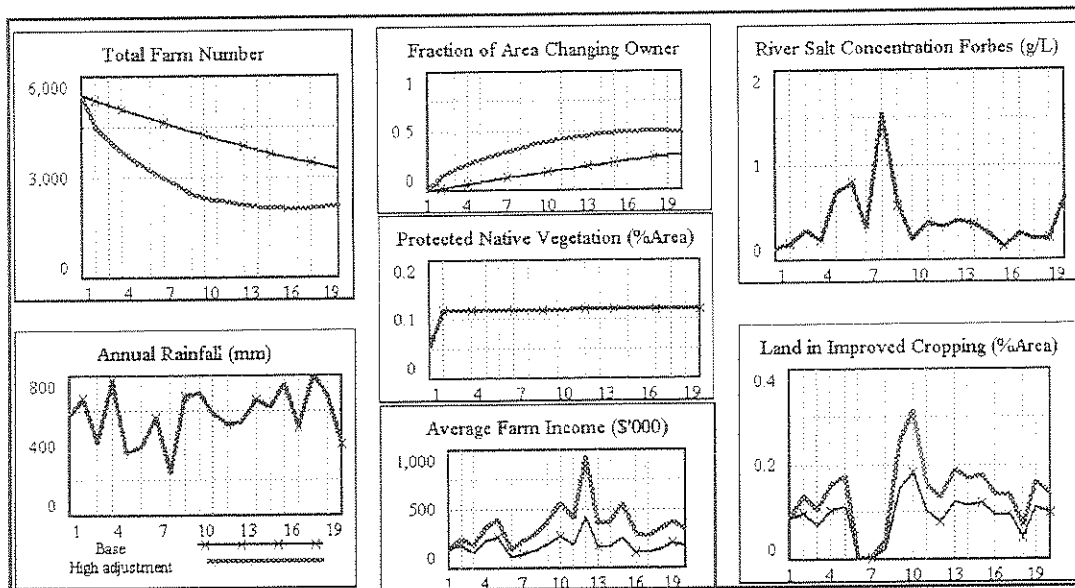 Total Farm Number
6,000
3,000
0
1 4 7 10 13 16 19
Annual Rainfall (mm)
800
400
0
1 4 7 10 13 16 19
Base
High adjustment
Fraction of Area Changing Owner
1
0 5
0
1 4 7 10 13 16 19
Protected Native Vegetation (%Area)
0.2
0.1
0
1 4 7 10 13 16 19
Average Farm Income ($'000)
1,000
500
0
1 4 7 10 13 16 19
River Salt Concentration Forbes (g/L)
2
1
0
1 4 7 10 13 16 19
Land in Improved Cropping (%Area)
0.4
0.2
0
1 4 7 10 13 16 19